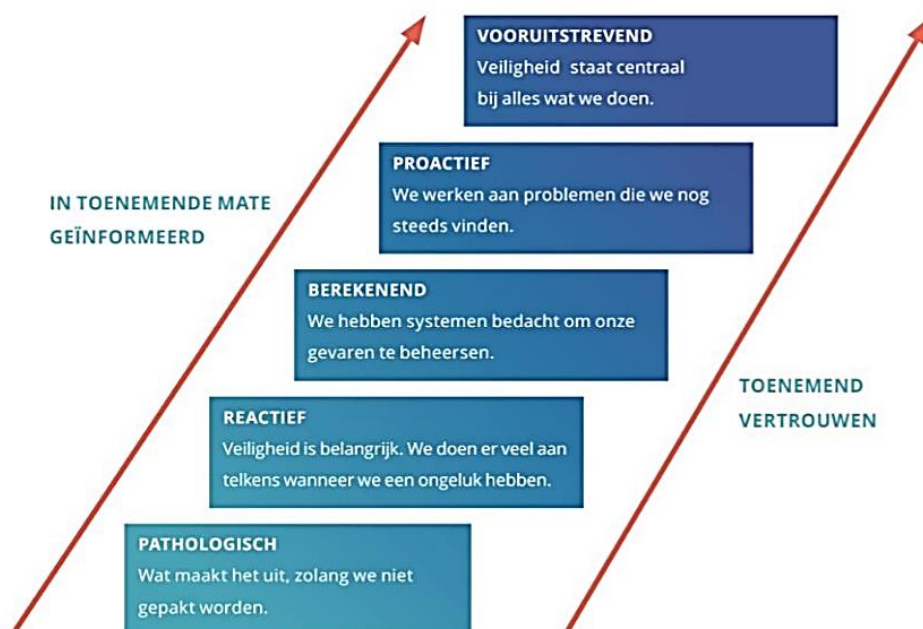 VOORUITSTREVEND
Veiligheid staat centraal
bij alles wat we doen.
PROACTIEF
We werken aan problemen die we nog
steeds vinden.
IN TOENEMENDE MATE
GEÏNFORMEERD
BEREKENEND
We hebben systemen bedacht om onze
gevaren te beheersen.
TOENEMEND
VERTROUWEN
REACTIEF
Veiligheid is belangrijk. We doen er veel aan
telkens wanneer we een ongeluk hebben.
PATHOLOGISCH
Wat maakt het uit, zolang we niet
gepakt worden.